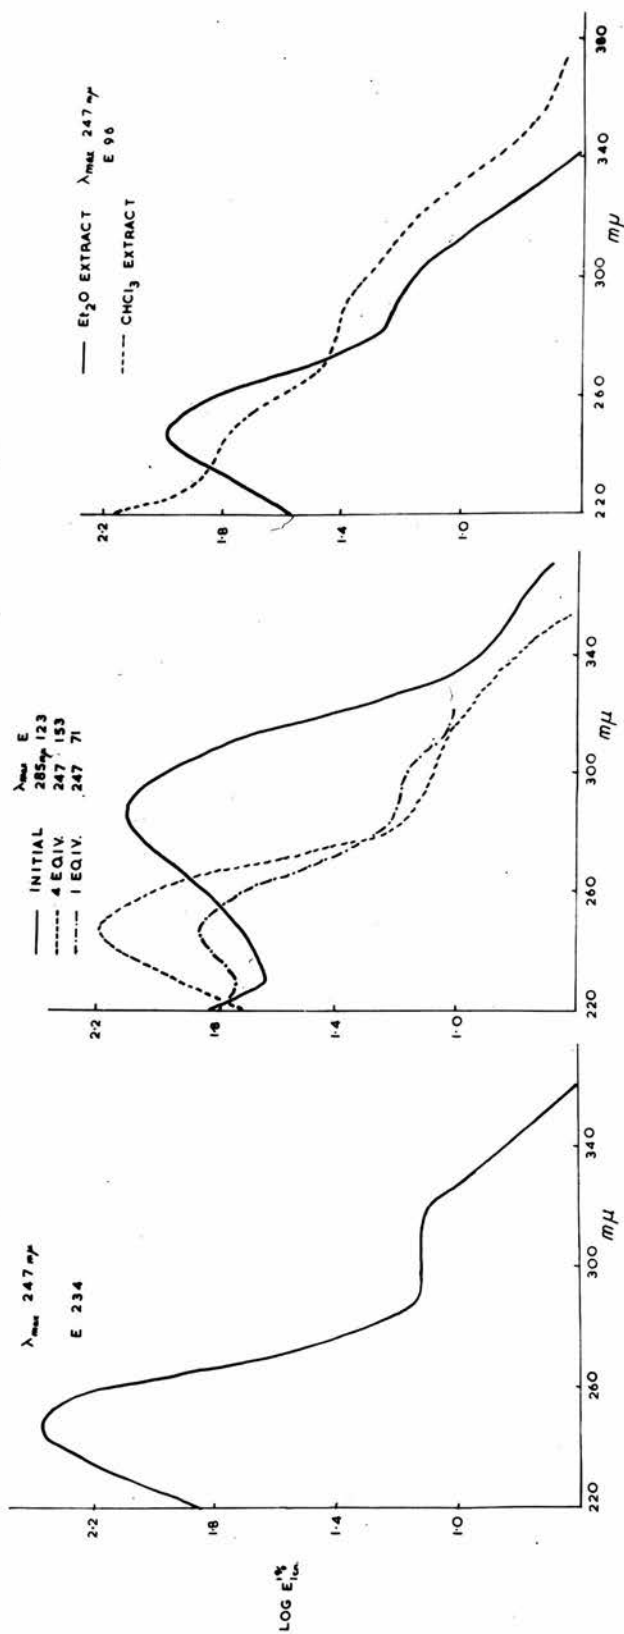 LOG E 1% 1cm.
λmax 247 mμ
E 234
2·2
1·8
1·4
1·0
220
260
300
340
mμ
λmax E
INITIAL 285mμ 123
4 EQIV. 247 153
1 EQIV. 247 71
2·2
1·8
1·4
1·0
220
260
300
340
mμ
Et2O EXTRACT λmax 247 mμ
E 96
CHCl3 EXTRACT
2·2
1·8
1·4
1·0
220
260
300
340
380
mμ